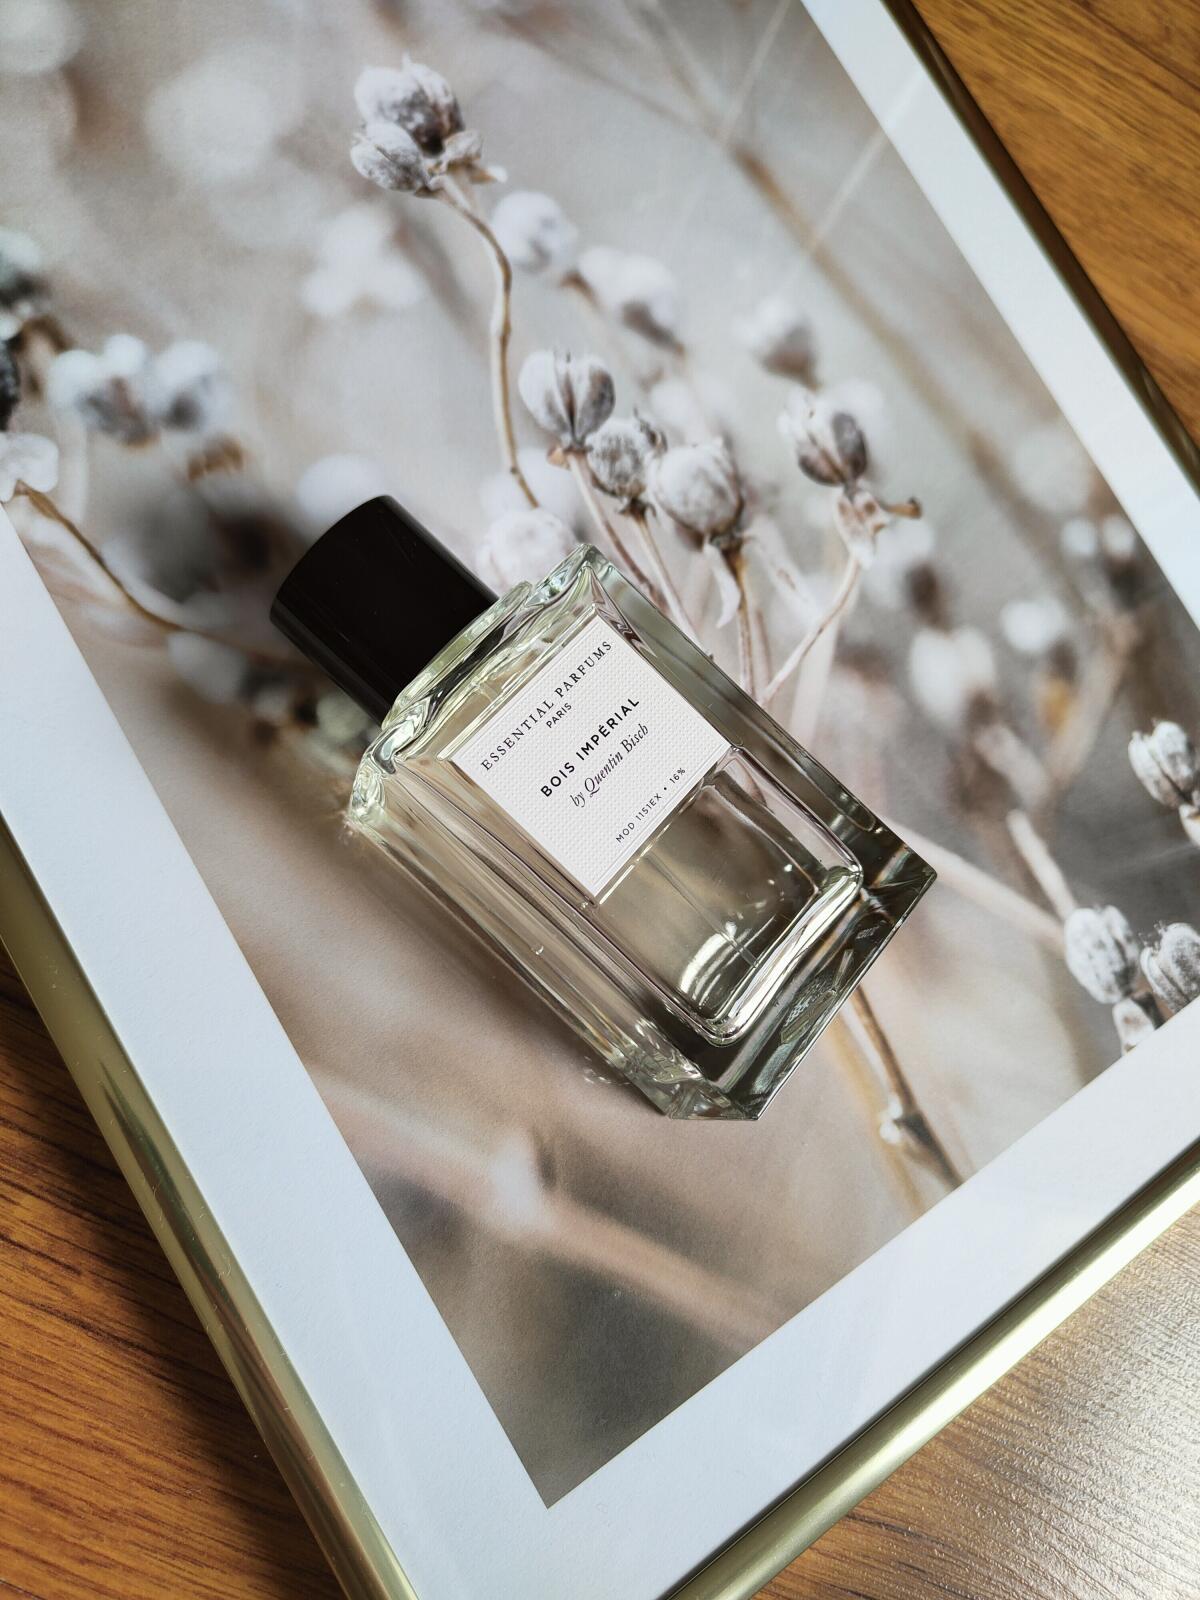 ESSENTIAL PARFUMS
PARIS
BOIS IMPÉRIAL
by Quentin Bisch
MOD 1151EX • 16%